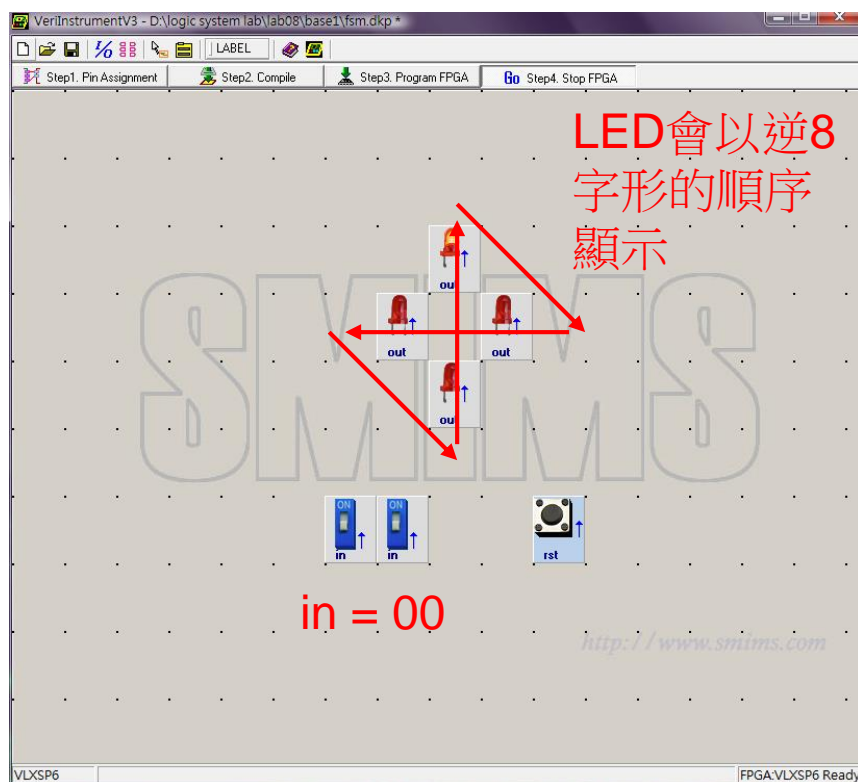 VeriInstrumentV3 - D:\logic system lab\lab08\base1\fsm.dkp *
I/O LABEL
Step1. Pin Assignment Step2. Compile Step3. Program FPGA Go Step4. Stop FPGA
LED會以逆8
字形的順序
顯示
out
out out
out
SMIMS
ON ON
in in rst
in = 00
http://www.smims.com
VLXSP6 FPGA:VLXSP6 Ready